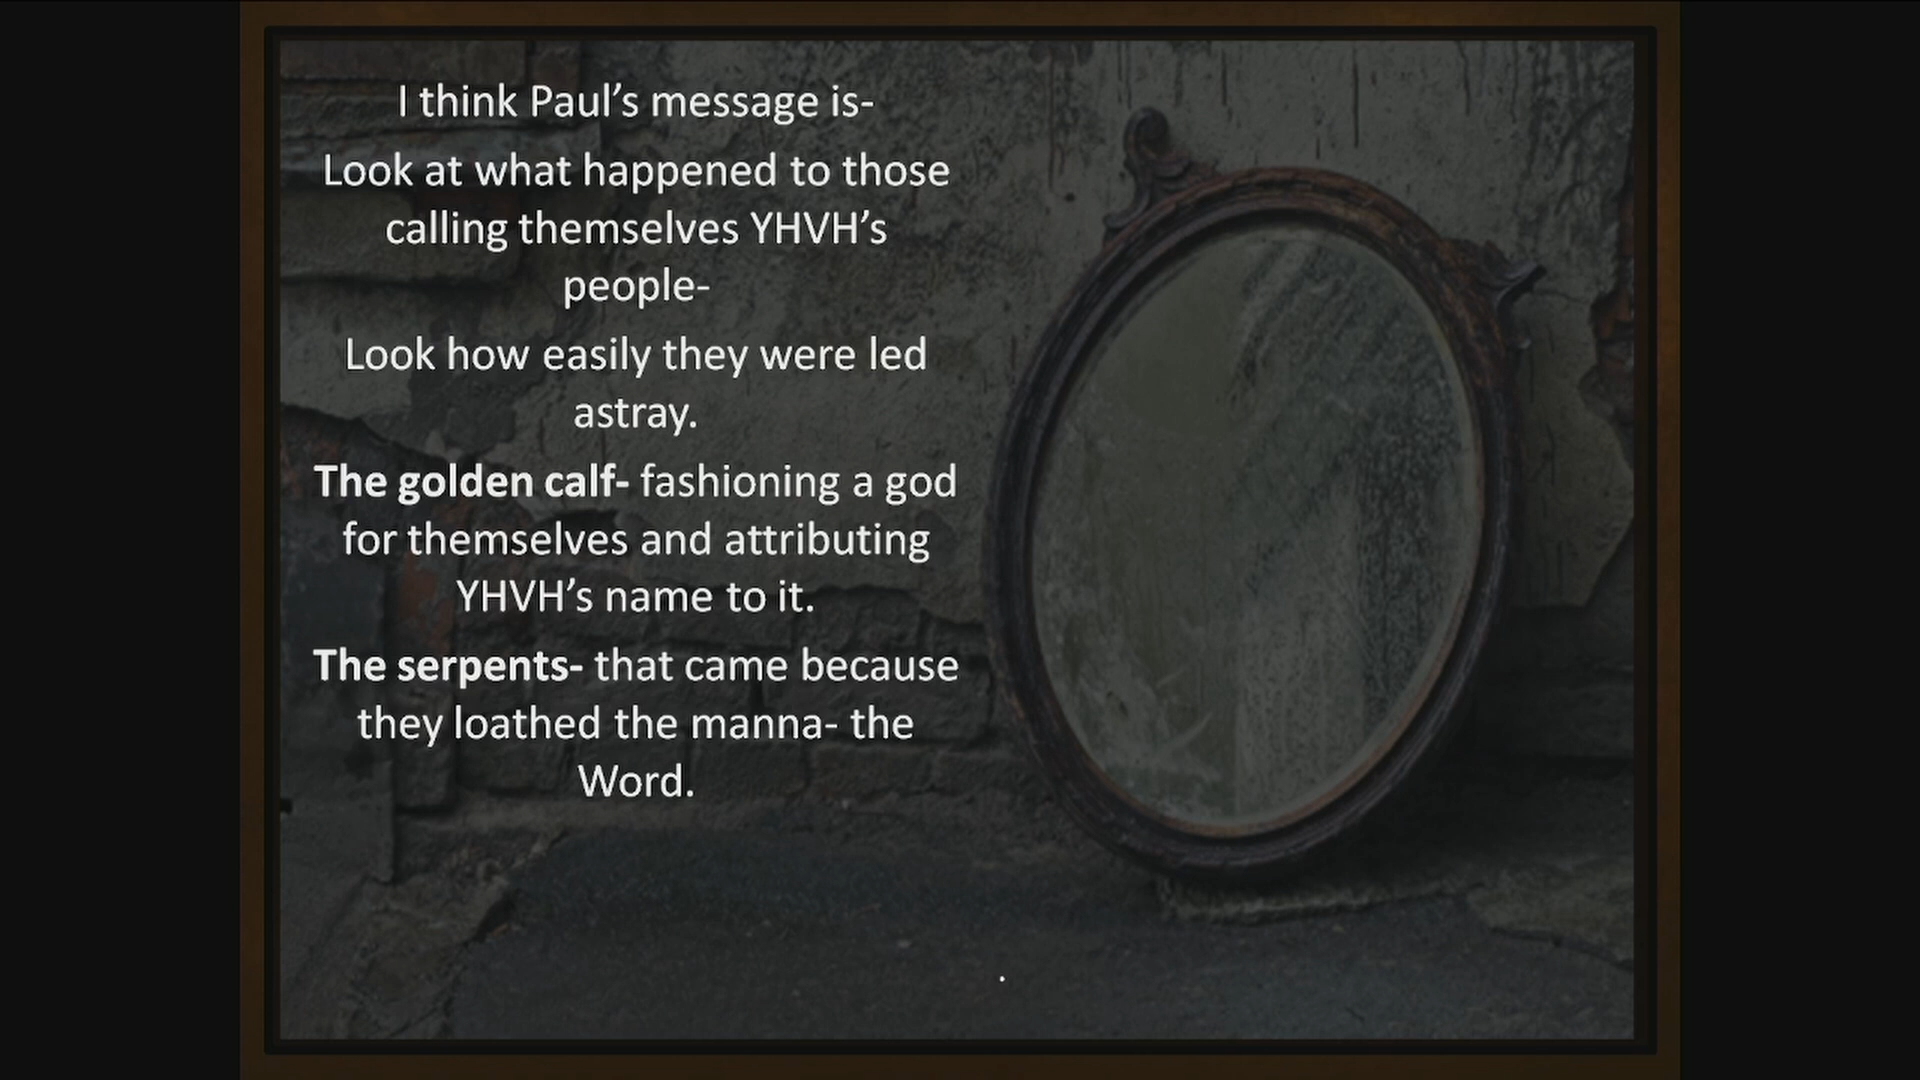 I think Paul’s message is-
Look at what happened to those
calling themselves YHVH’s
people-
Look how easily they were led
astray.
The golden calf- fashioning a god
for themselves and attributing
YHVH’s name to it.
The serpents- that came because
they loathed the manna- the
Word.
.